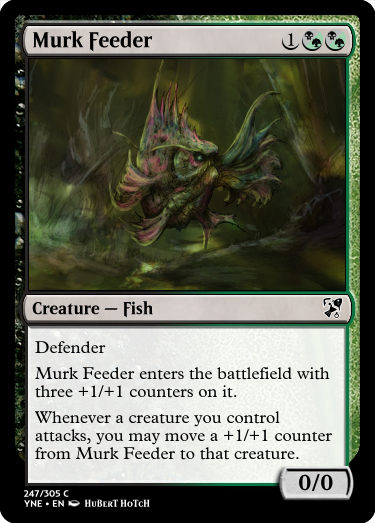 Murk Feeder 1
Creature — Fish
Defender
Murk Feeder enters the battlefield with
three +1/+1 counters on it.
Whenever a creature you control
attacks, you may move a +1/+1 counter
from Murk Feeder to that creature.
0/0
247/305 C
YNE • EN HUBERT HOTCH